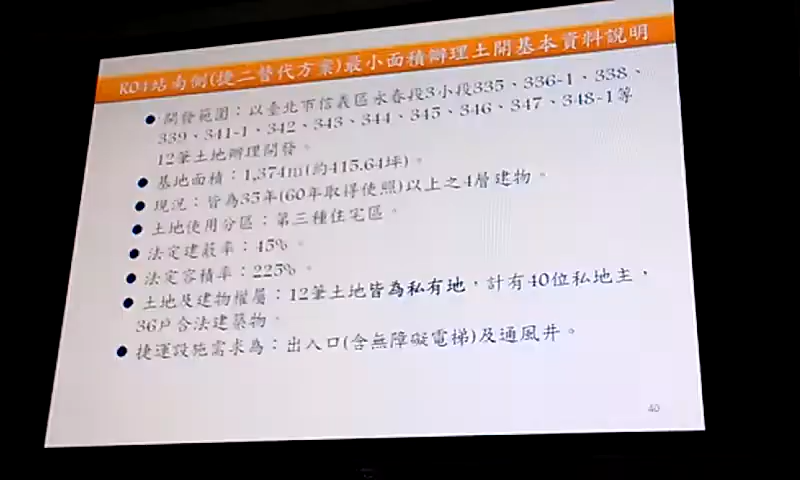 R04站南側(捷二替代方案)最小面積辦理土開基本資料說明
●開發範圍：以臺北市信義區永春段3小段335、336-1、338、
339、341-1、342、343、344、345、346、347、348-1等
12筆土地辦理開發。
●基地面積：1,374㎡(約415.64坪)。
●現況：皆為35年(60年取得使照)以上之4層建物。
●土地使用分區：第三種住宅區。
●法定建蔽率：45%。
●法定容積率：225%。
●土地及建物權屬：12筆土地皆為私有地，計有40位私地主，
36戶合法建築物。
●捷運設施需求為：出入口(含無障礙電梯)及通風井。
40